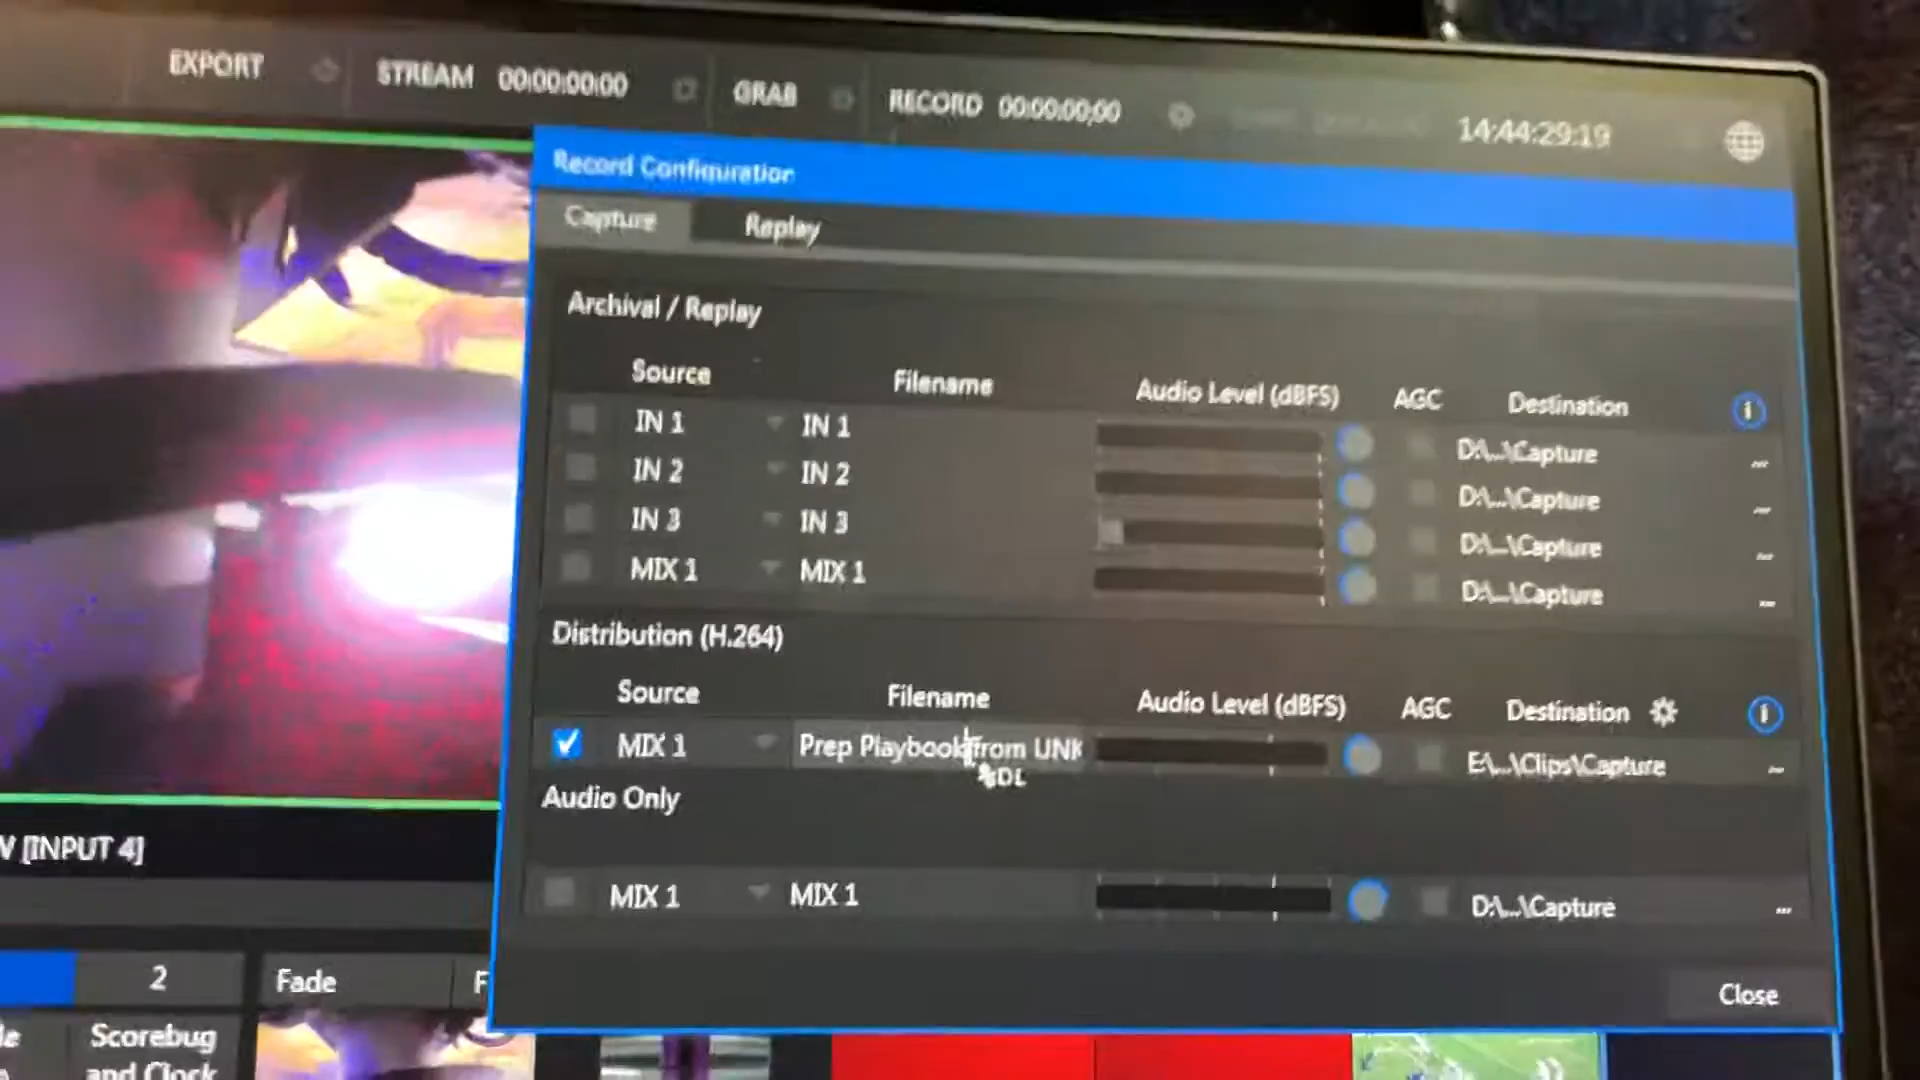 EXPORT
STREAM 00:00:00:00
GRAB
RECORD 00:00:00;00
14:44:29:19
Record Configuration
Capture
Replay
Archival / Replay
Source Filename Audio Level (dBFS) AGC Destination i
IN 1 IN 1 D:\...\Capture ...
IN 2 IN 2 D:\...\Capture ...
IN 3 IN 3 D:\...\Capture ...
MIX 1 MIX 1 D:\...\Capture ...
Distribution (H.264)
Source Filename Audio Level (dBFS) AGC Destination i
MIX 1 Prep Playbook from UNK E:\...\Clips\Capture ...
Audio Only
MIX 1 MIX 1 D:\...\Capture ...
Close
[INPUT 4]
2
Fade
F
Scorebug
and Clock